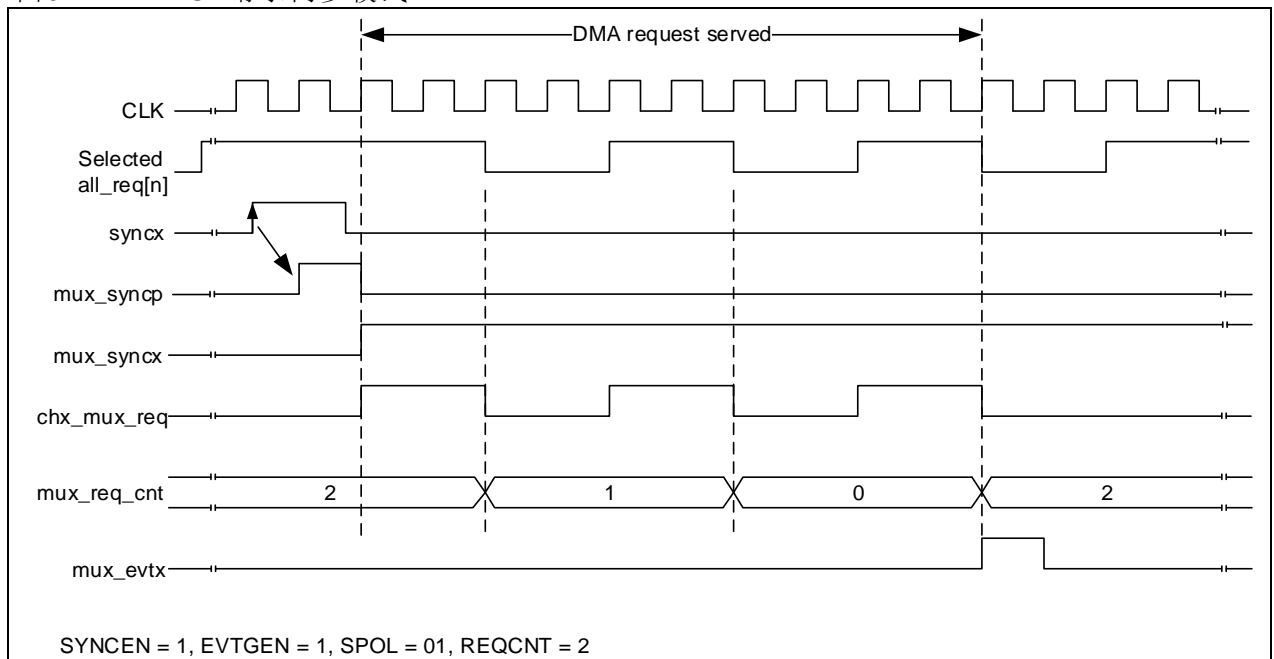 DMA request served
CLK
Selected
all_req[n]
syncx
mux_syncp
mux_syncx
chx_mux_req
mux_req_cnt
2
1
0
2
mux_evtx
SYNCEN = 1, EVTGEN = 1, SPOL = 01, REQCNT = 2